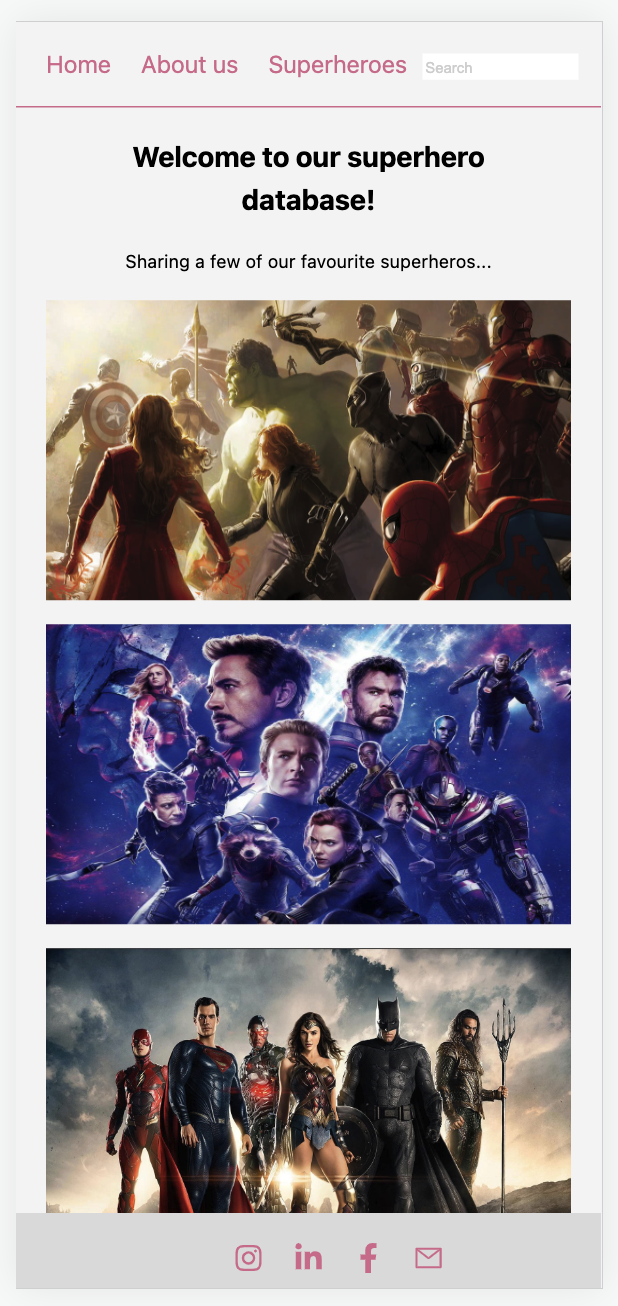 Home About us Superheroes Search
Welcome to our superhero
database!
Sharing a few of our favourite superheros...
in